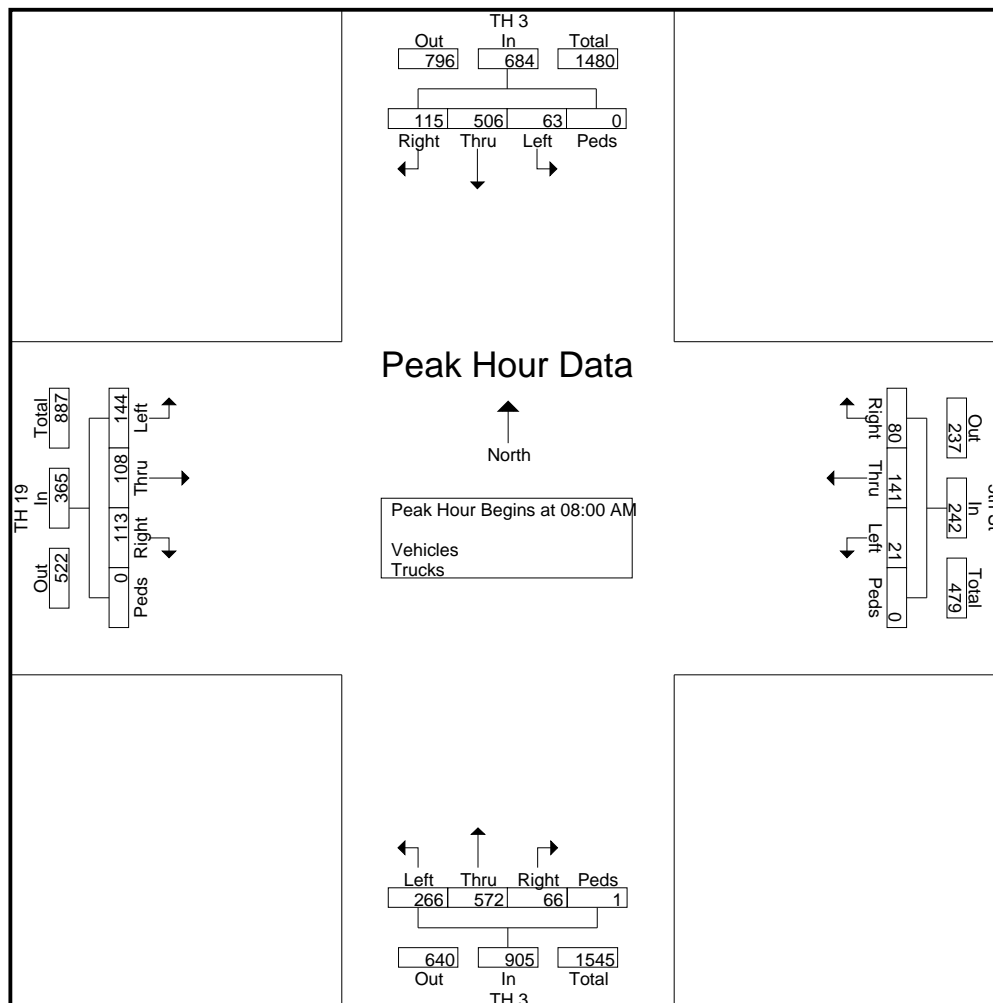 TH 3
Out In Total
796 684 1480
115 506 63 0
Right Thru Left Peds
Peak Hour Data
North
Peak Hour Begins at 08:00 AM
Vehicles
Trucks
TH 19
Total In Out
887 365 522
144 108 113 0
Left Thru Right Peds
Right Thru Left Peds
80 141 21 0
Out In Total
237 242 479
Left Thru Right Peds
266 572 66 1
640 905 1545
Out In Total
TH 3